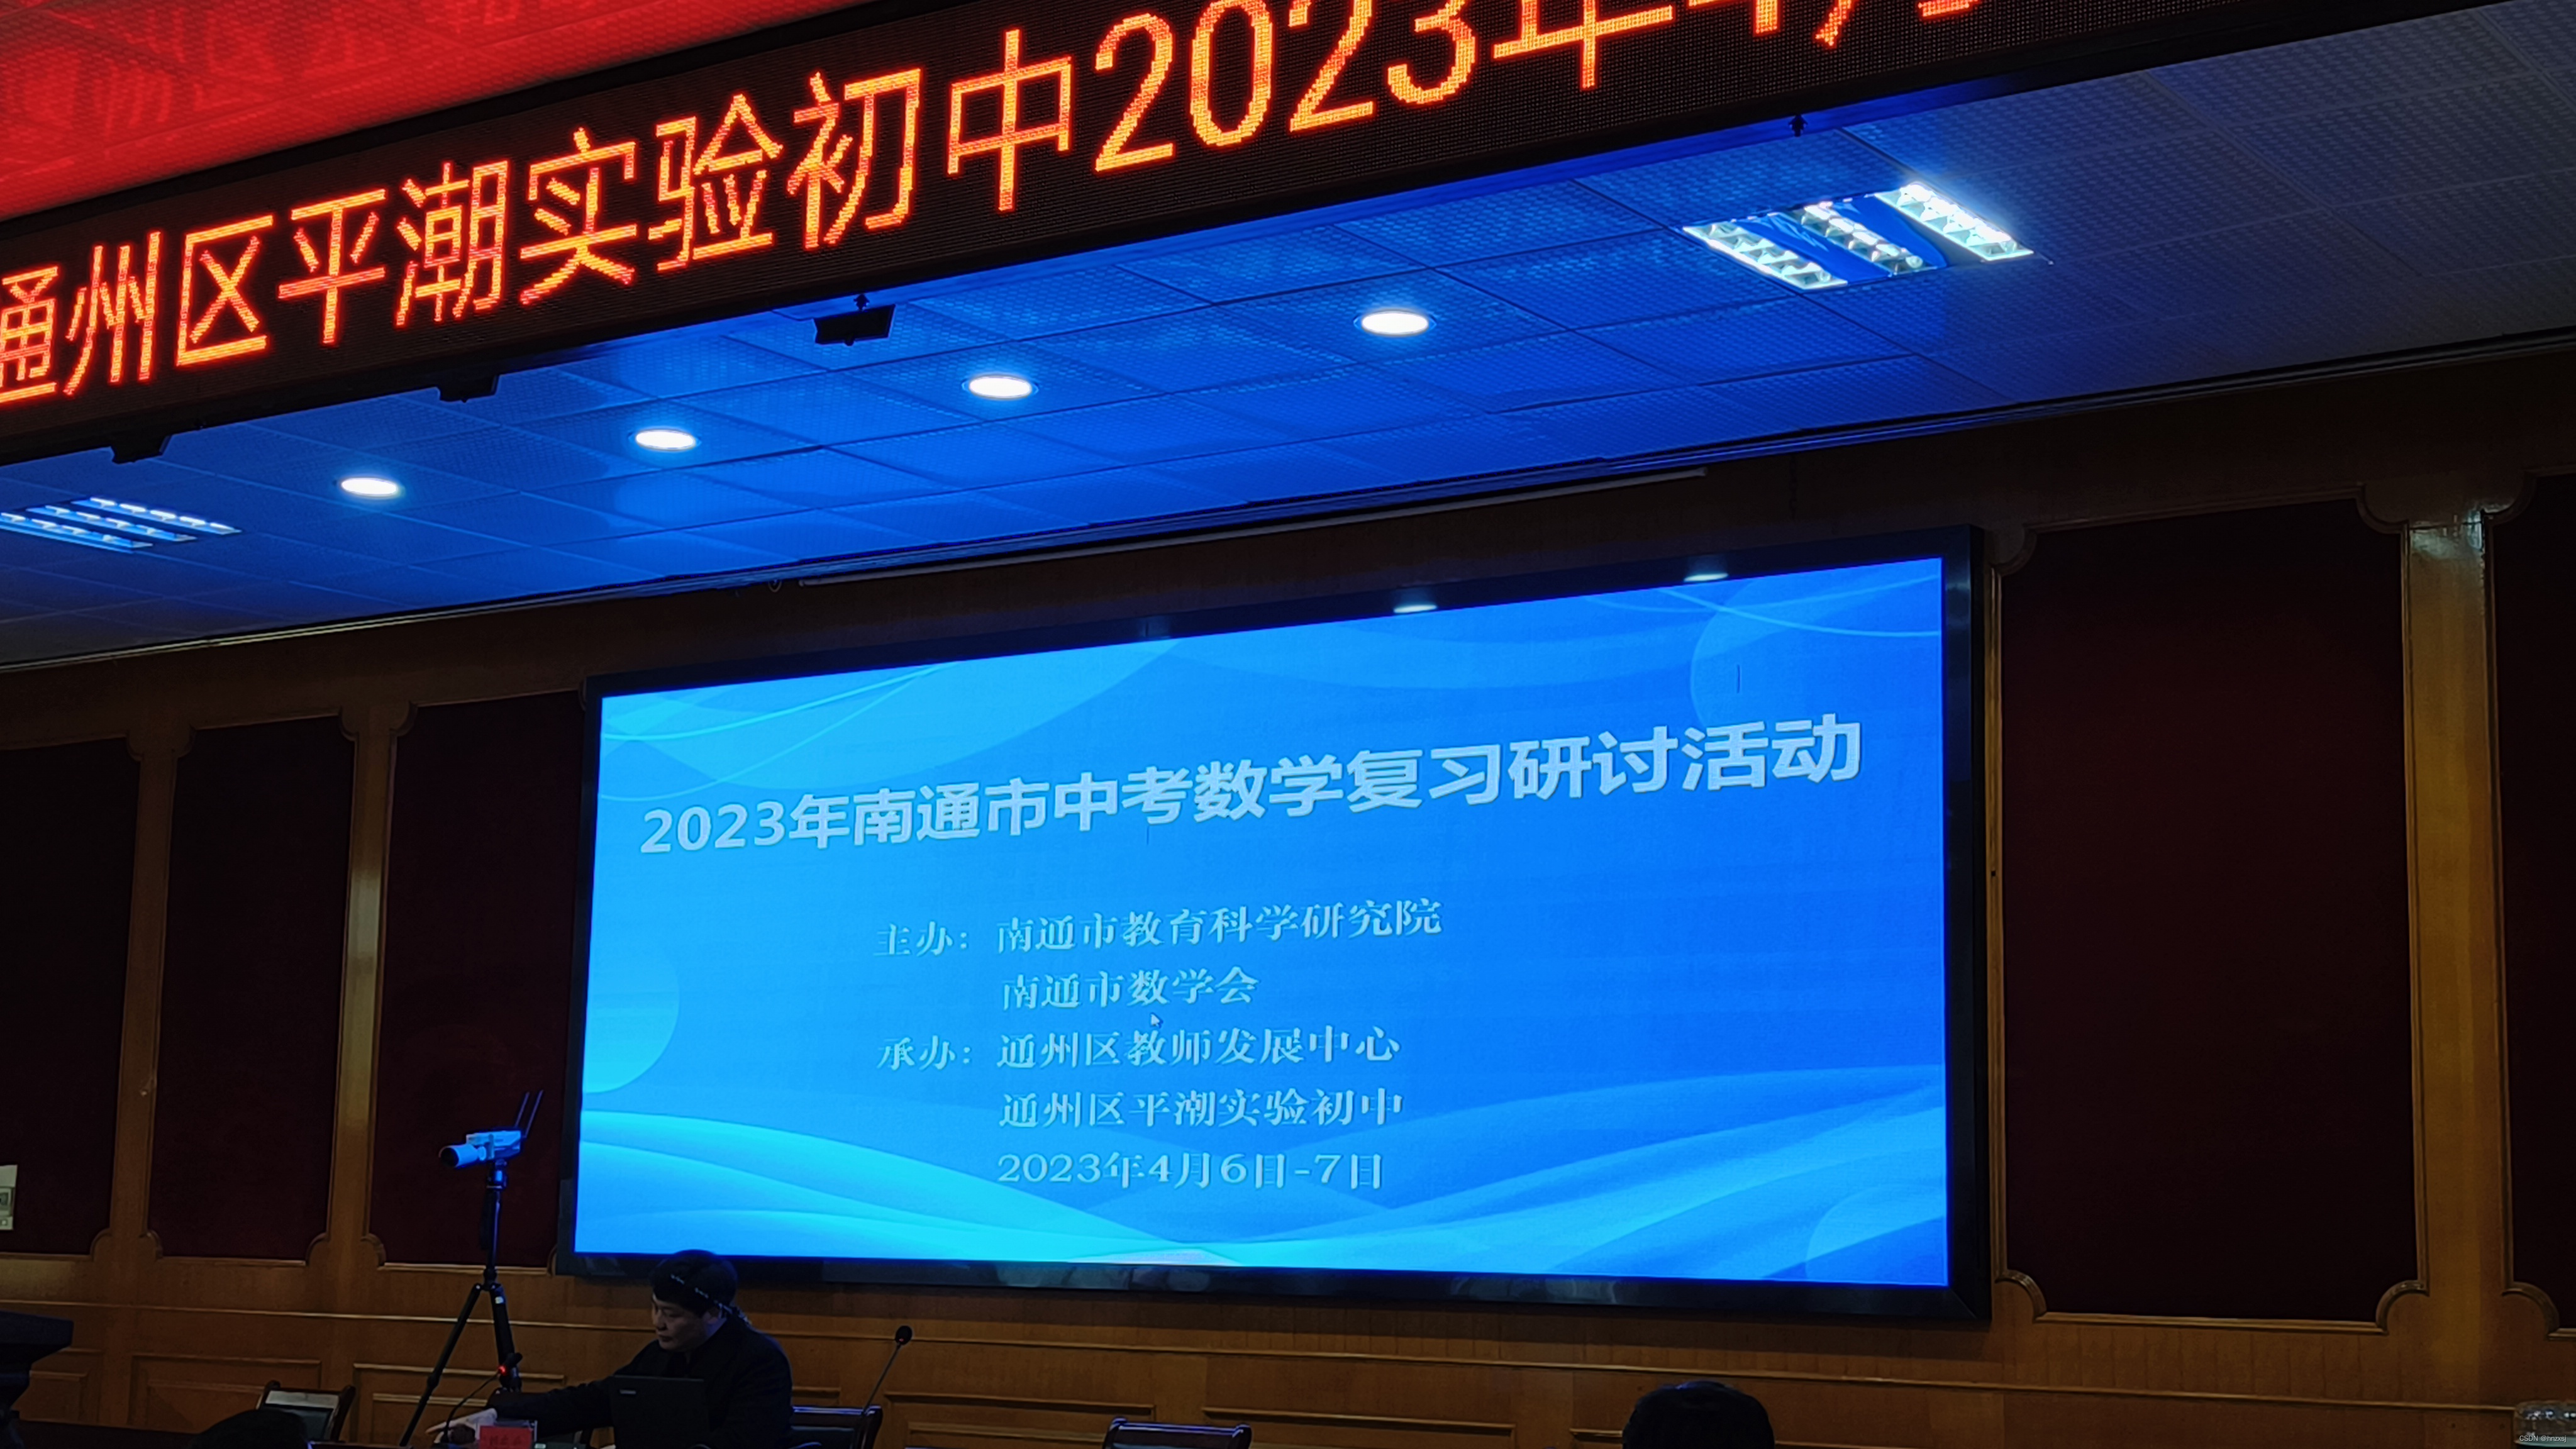 通州区平潮实验初中2023年4月
2023年南通市中考数学复习研讨活动
主办：南通市教育科学研究院
南通市数学会
承办：通州区教师发展中心
通州区平潮实验初中
2023年4月6日-7日